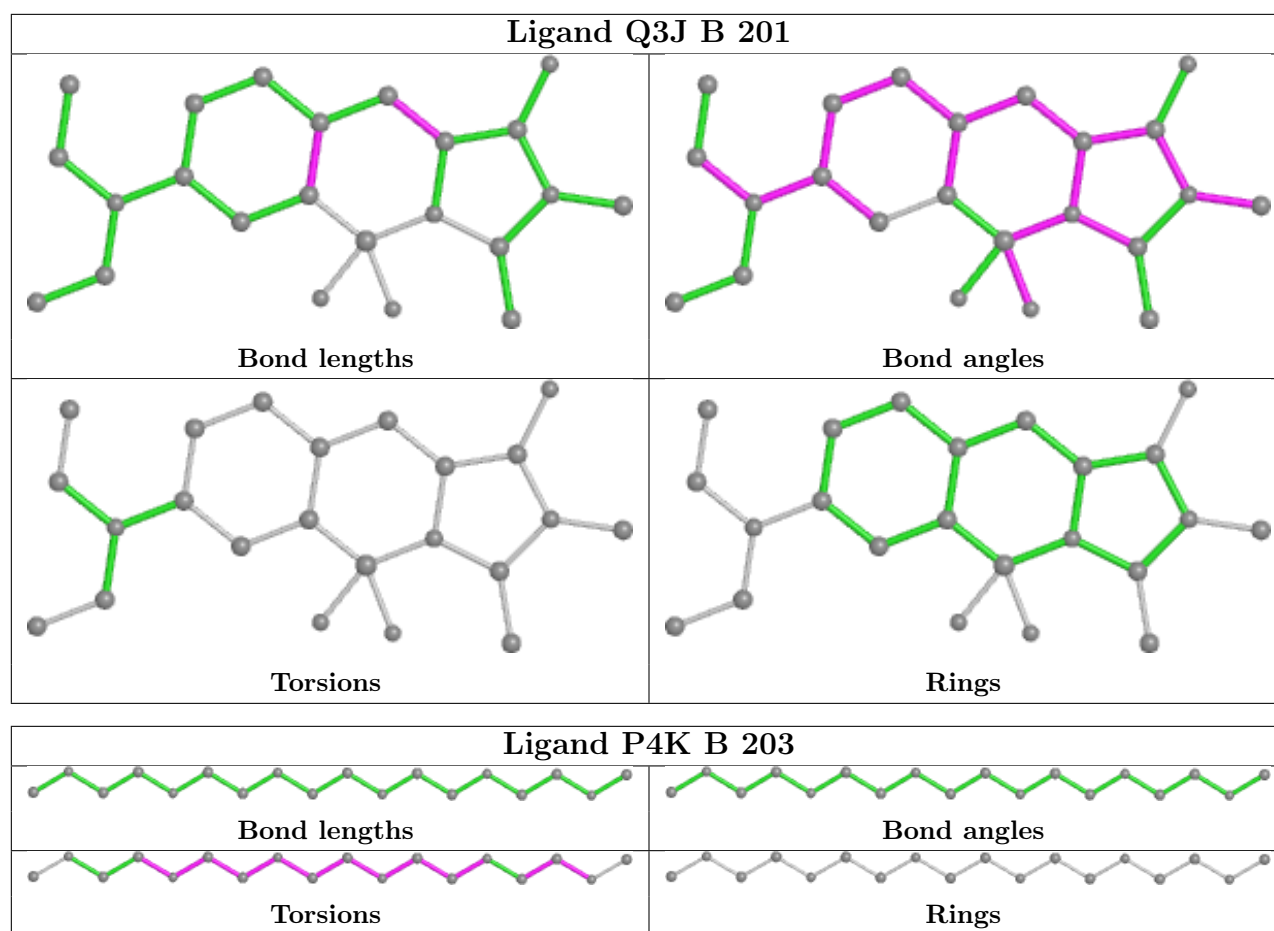 Ligand Q3J B 201
Bond lengths
Bond angles
Torsions
Rings
Ligand P4K B 203
Bond lengths
Bond angles
Torsions
Rings